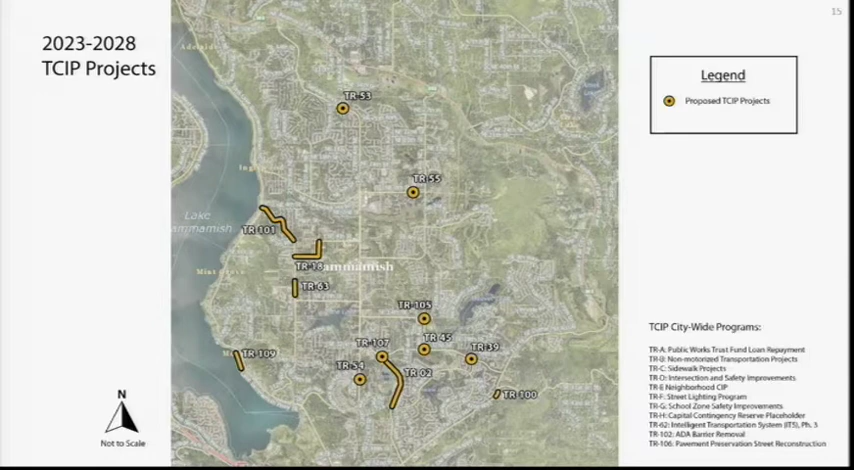 15
2023-2028
TCIP Projects
Legend
Proposed TCIP Projects
Adelaide
TR-53
TR-55
Lake
ammamish
TR-101
TR-18
ammamish
TR-63
TR-105
TR-45
TR-39
TR-107
TR-109
TR-54
TR-02
TR-100
N
Not to Scale
TCIP City-Wide Programs:
TR-A: Public Works Trust Fund Loan Repayment
TR-B: Non-motorized Transportation Projects
TR-C: Sidewalk Projects
TR-D: Intersection and Safety Improvements
TR-E Neighborhood CIP
TR-F: Street Lighting Program
TR-G: School Zone Safety Improvements
TR-H: Capital Contingency Reserve Placeholder
TR-62: Intelligent Transportation System (ITS), Ph. 3
TR-102: ADA Barrier Removal
TR-106: Pavement Preservation Street Reconstruction